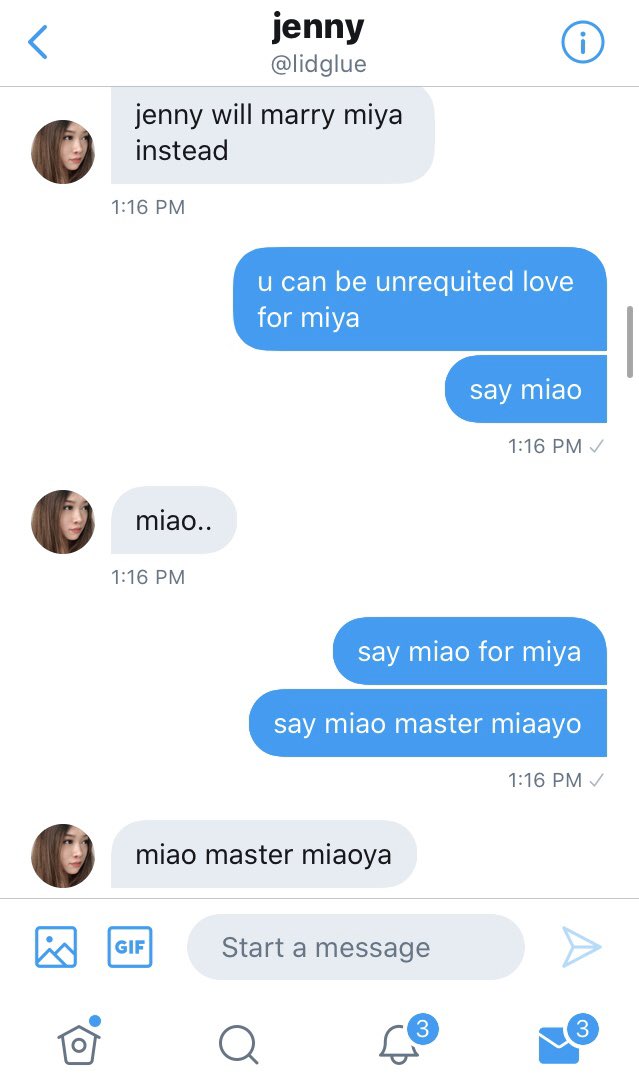 jenny
@lidglue
jenny will marry miya
instead
1:16 PM
u can be unrequited love
for miya
say miao
1:16 PM ✓
miao..
1:16 PM
say miao for miya
say miao master miaayo
1:16 PM ✓
miao master miaoya
GIF
Start a message
3
3